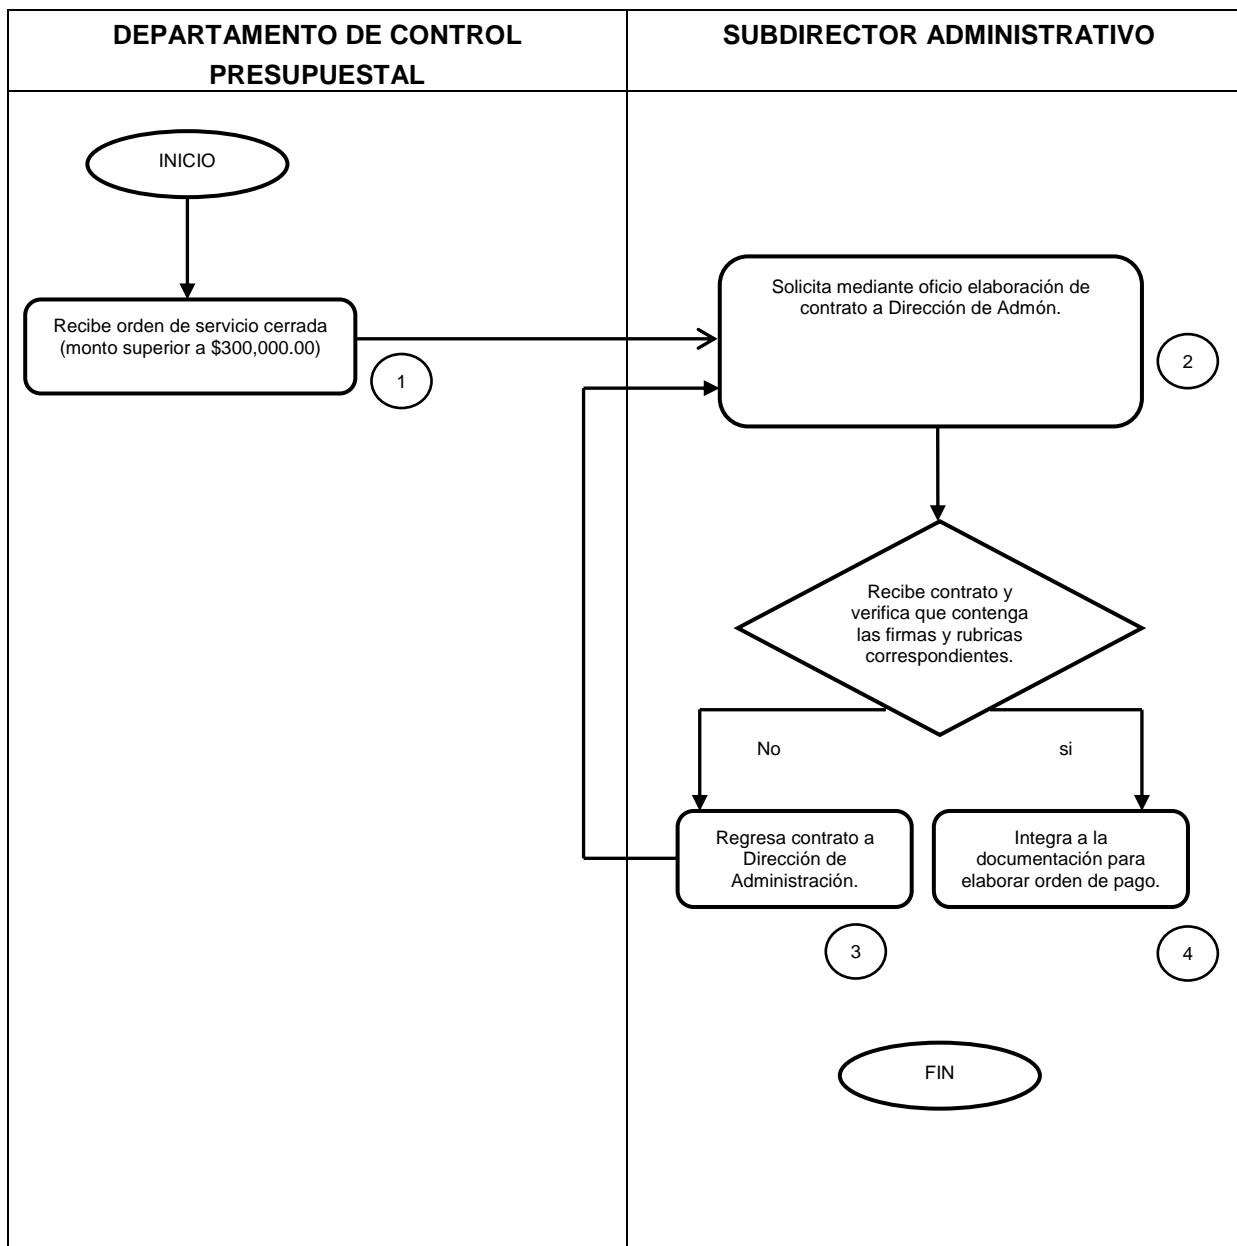 DEPARTAMENTO DE CONTROL
PRESUPUESTAL
SUBDIRECTOR ADMINISTRATIVO
INICIO
Recibe orden de servicio cerrada
(monto superior a $300,000.00)
1
Solicita mediante oficio elaboración de
contrato a Dirección de Admón.
2
Recibe contrato y
verifica que contenga
las firmas y rubricas
correspondientes.
No
si
Regresa contrato a
Dirección de
Administración.
3
Integra a la
documentación para
elaborar orden de pago.
4
FIN